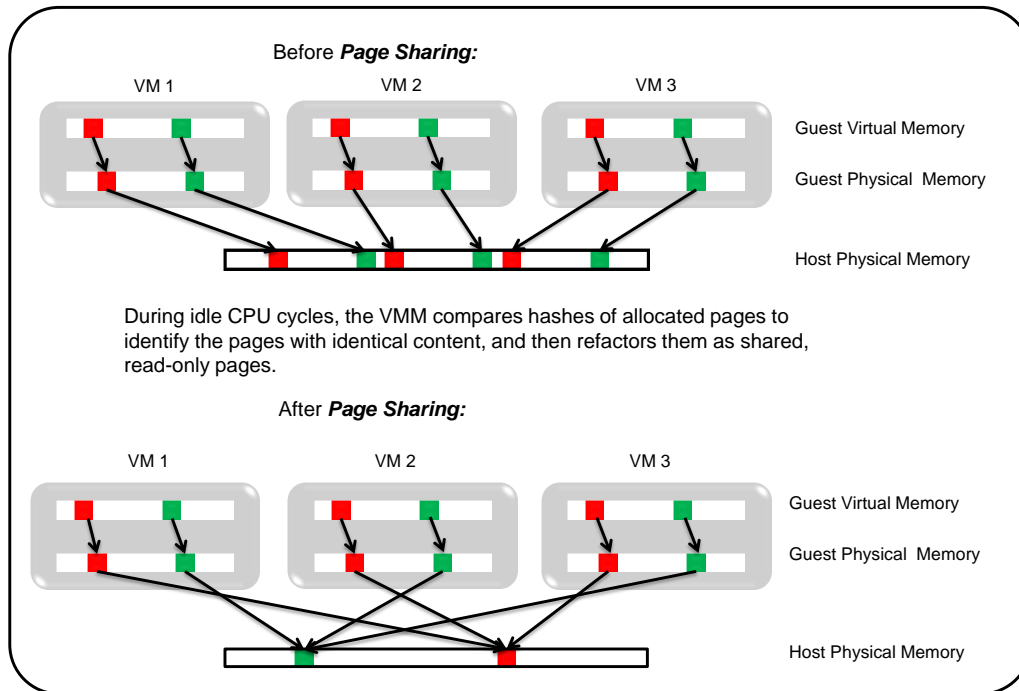 Before Page Sharing:
VM 1
VM 2
VM 3
Guest Virtual Memory
Guest Physical Memory
Host Physical Memory
During idle CPU cycles, the VMM compares hashes of allocated pages to
identify the pages with identical content, and then refactors them as shared,
read-only pages.
After Page Sharing:
VM 1
VM 2
VM 3
Guest Virtual Memory
Guest Physical Memory
Host Physical Memory